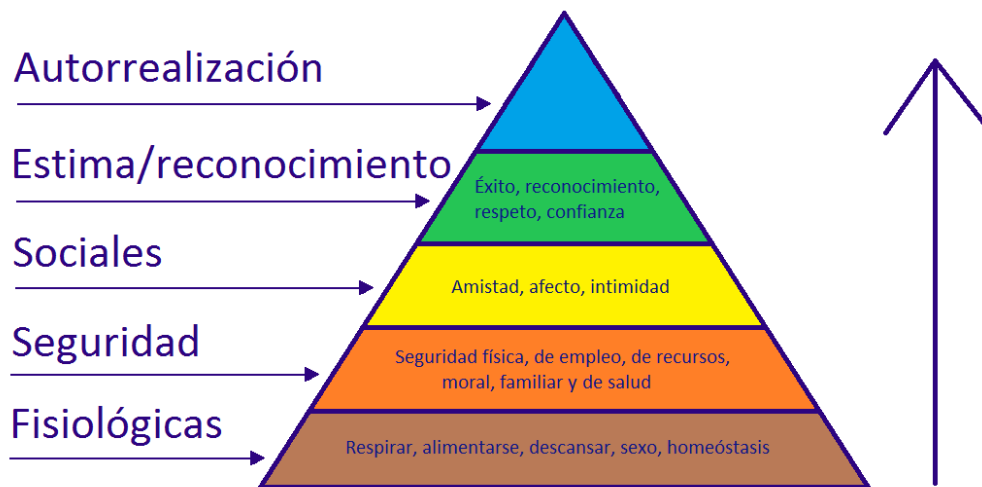 Autorrealización
Estima/reconocimiento
Éxito, reconocimiento,
respeto, confianza
Sociales
Amistad, afecto, intimidad
Seguridad
Seguridad física, de empleo, de recursos,
moral, familiar y de salud
Fisiológicas
Respirar, alimentarse, descansar, sexo, homeóstasis